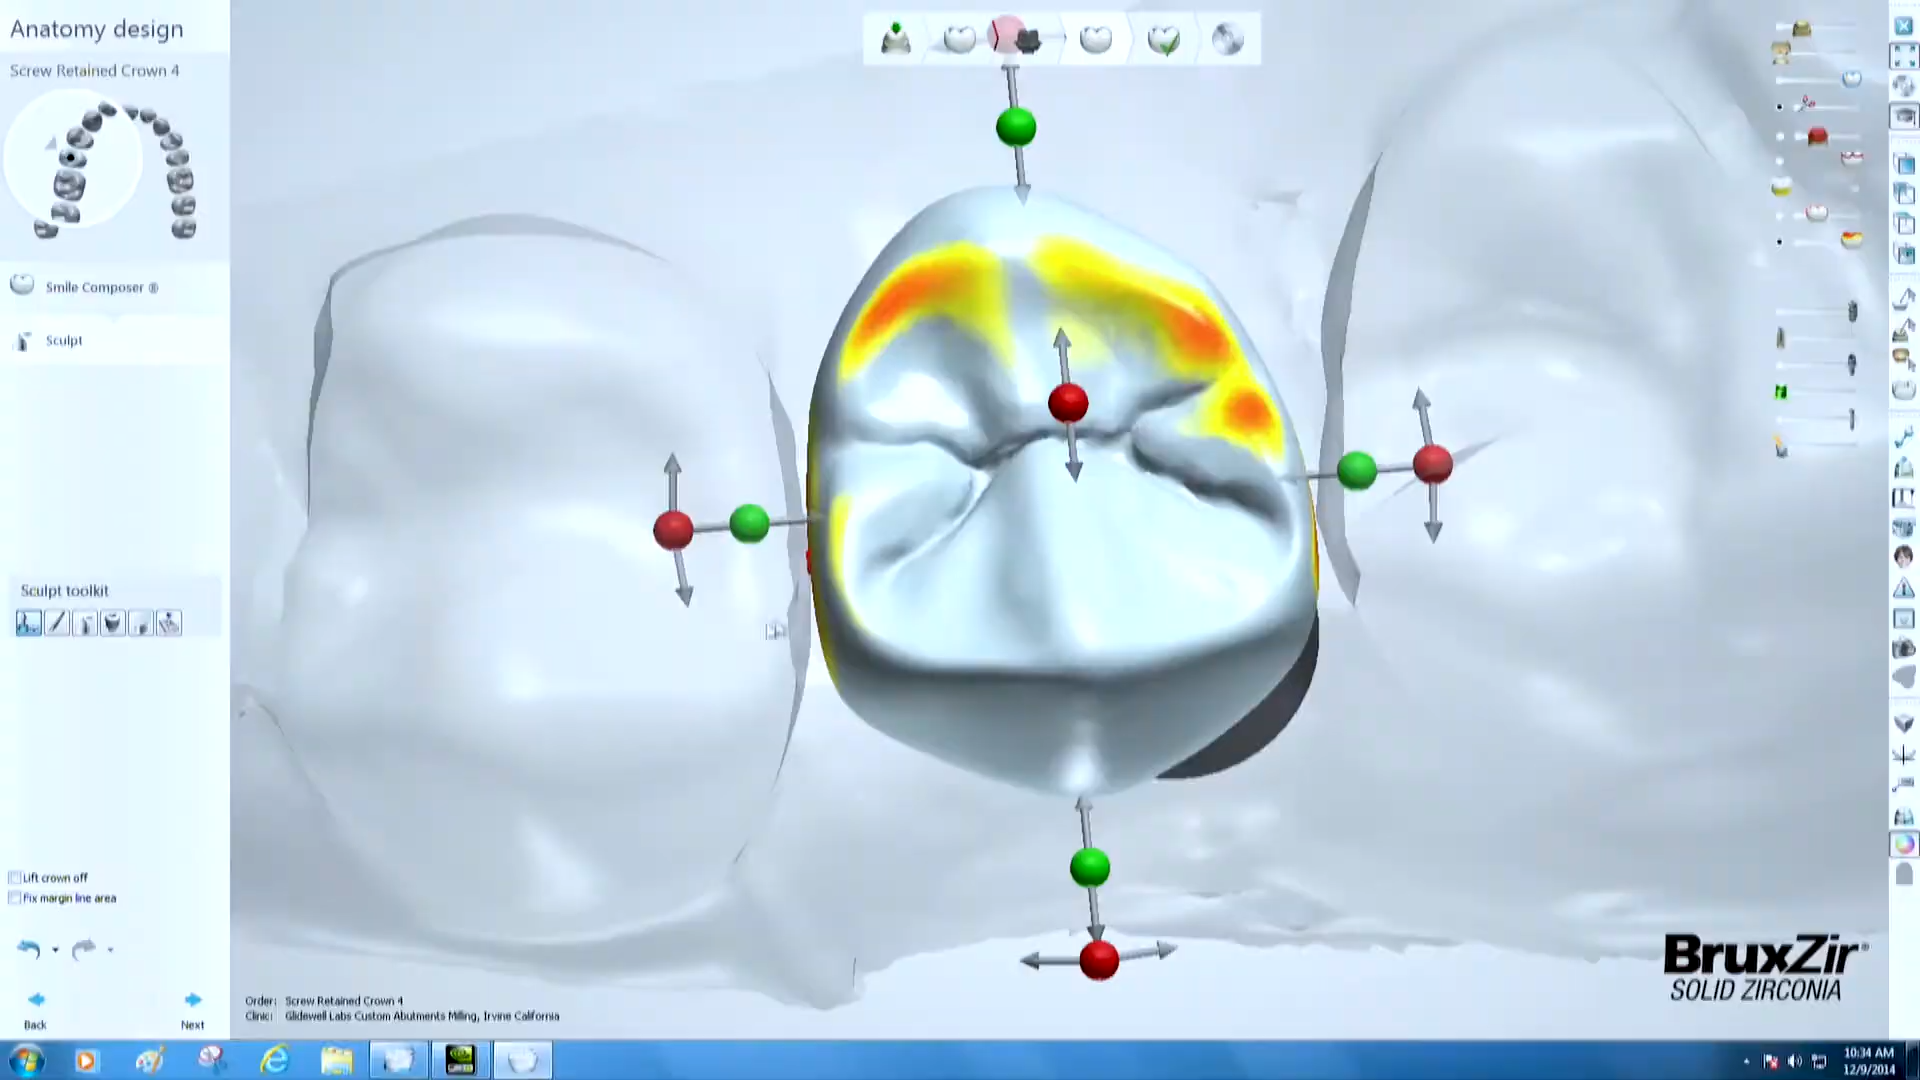 Anatomy design
Screw Retained Crown 4
Smile Composer ®
Sculpt
Sculpt toolkit
Lift crown off
Fix margin line area
Back
Next
Order: Screw Retained Crown 4
Clinic: Glidewell Labs Custom Abutments Milling, Irvine California
BruxZir®
SOLID ZIRCONIA
10:34 AM
12/9/2014